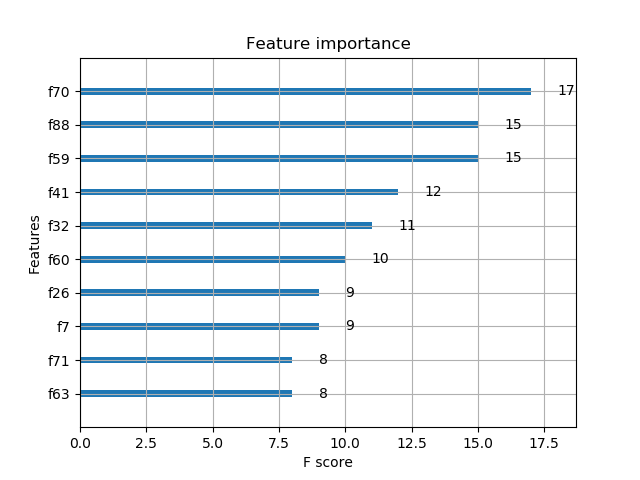 Feature importance
f70 17
f88 15
f59 15
f41 12
f32 11
f60 10
f26 9
f7 9
f71 8
f63 8
Features
0.0 2.5 5.0 7.5 10.0 12.5 15.0 17.5
F score